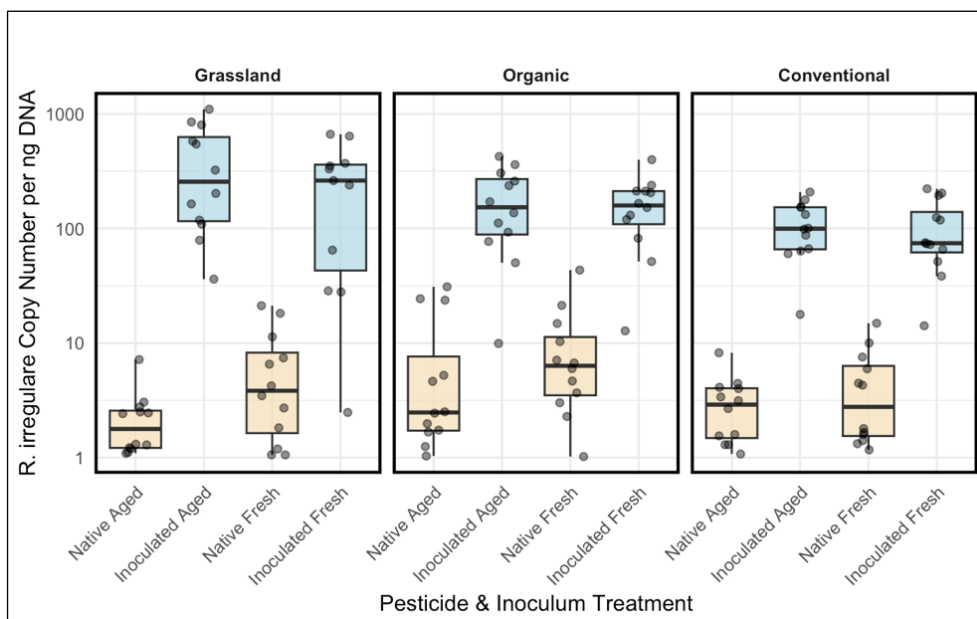 Grassland Organic Conventional
R. irregulare Copy Number per ng DNA
1000
100
10
1
Native Aged Inoculated Aged Native Fresh Inoculated Fresh Native Aged Inoculated Aged Native Fresh Inoculated Fresh Native Aged Inoculated Aged Native Fresh Inoculated Fresh
Pesticide & Inoculum Treatment